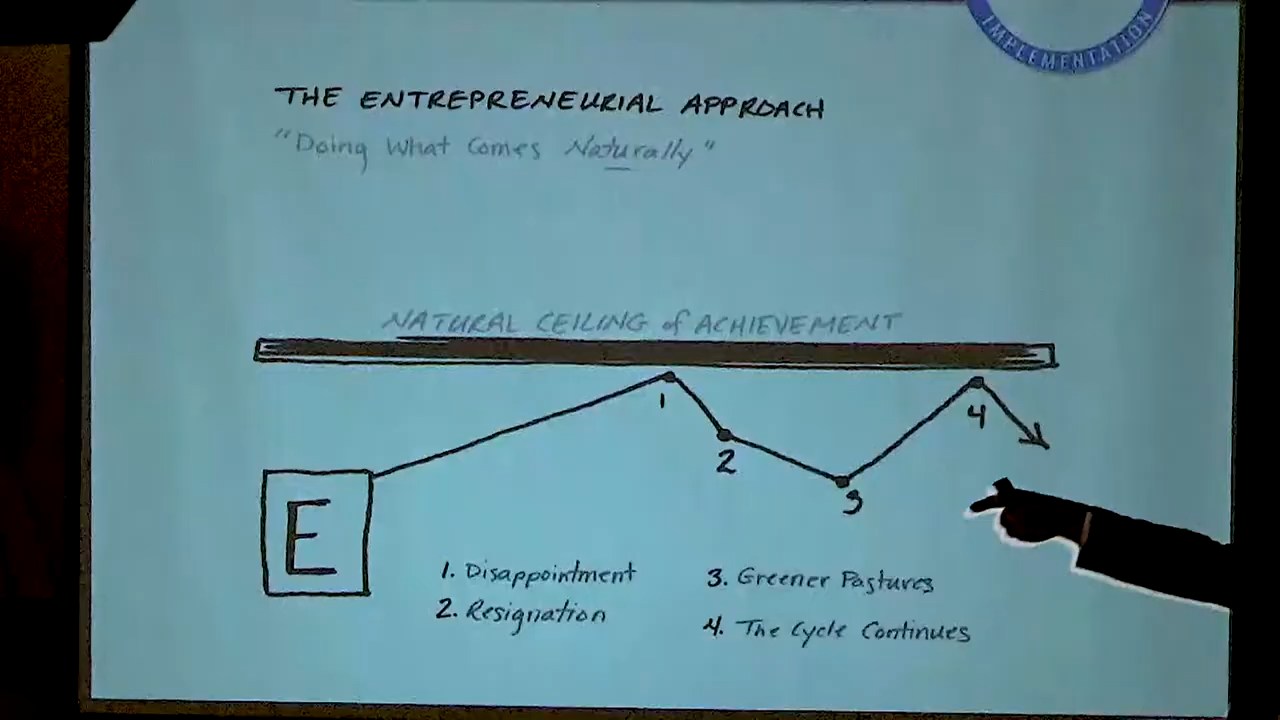 IMPLEMENTATION
THE ENTREPRENEURIAL APPROACH
"Doing What Comes Naturally"
NATURAL CEILING of ACHIEVEMENT
1
2
3
4
E
1. Disappointment
2. Resignation
3. Greener Pastures
4. The Cycle Continues